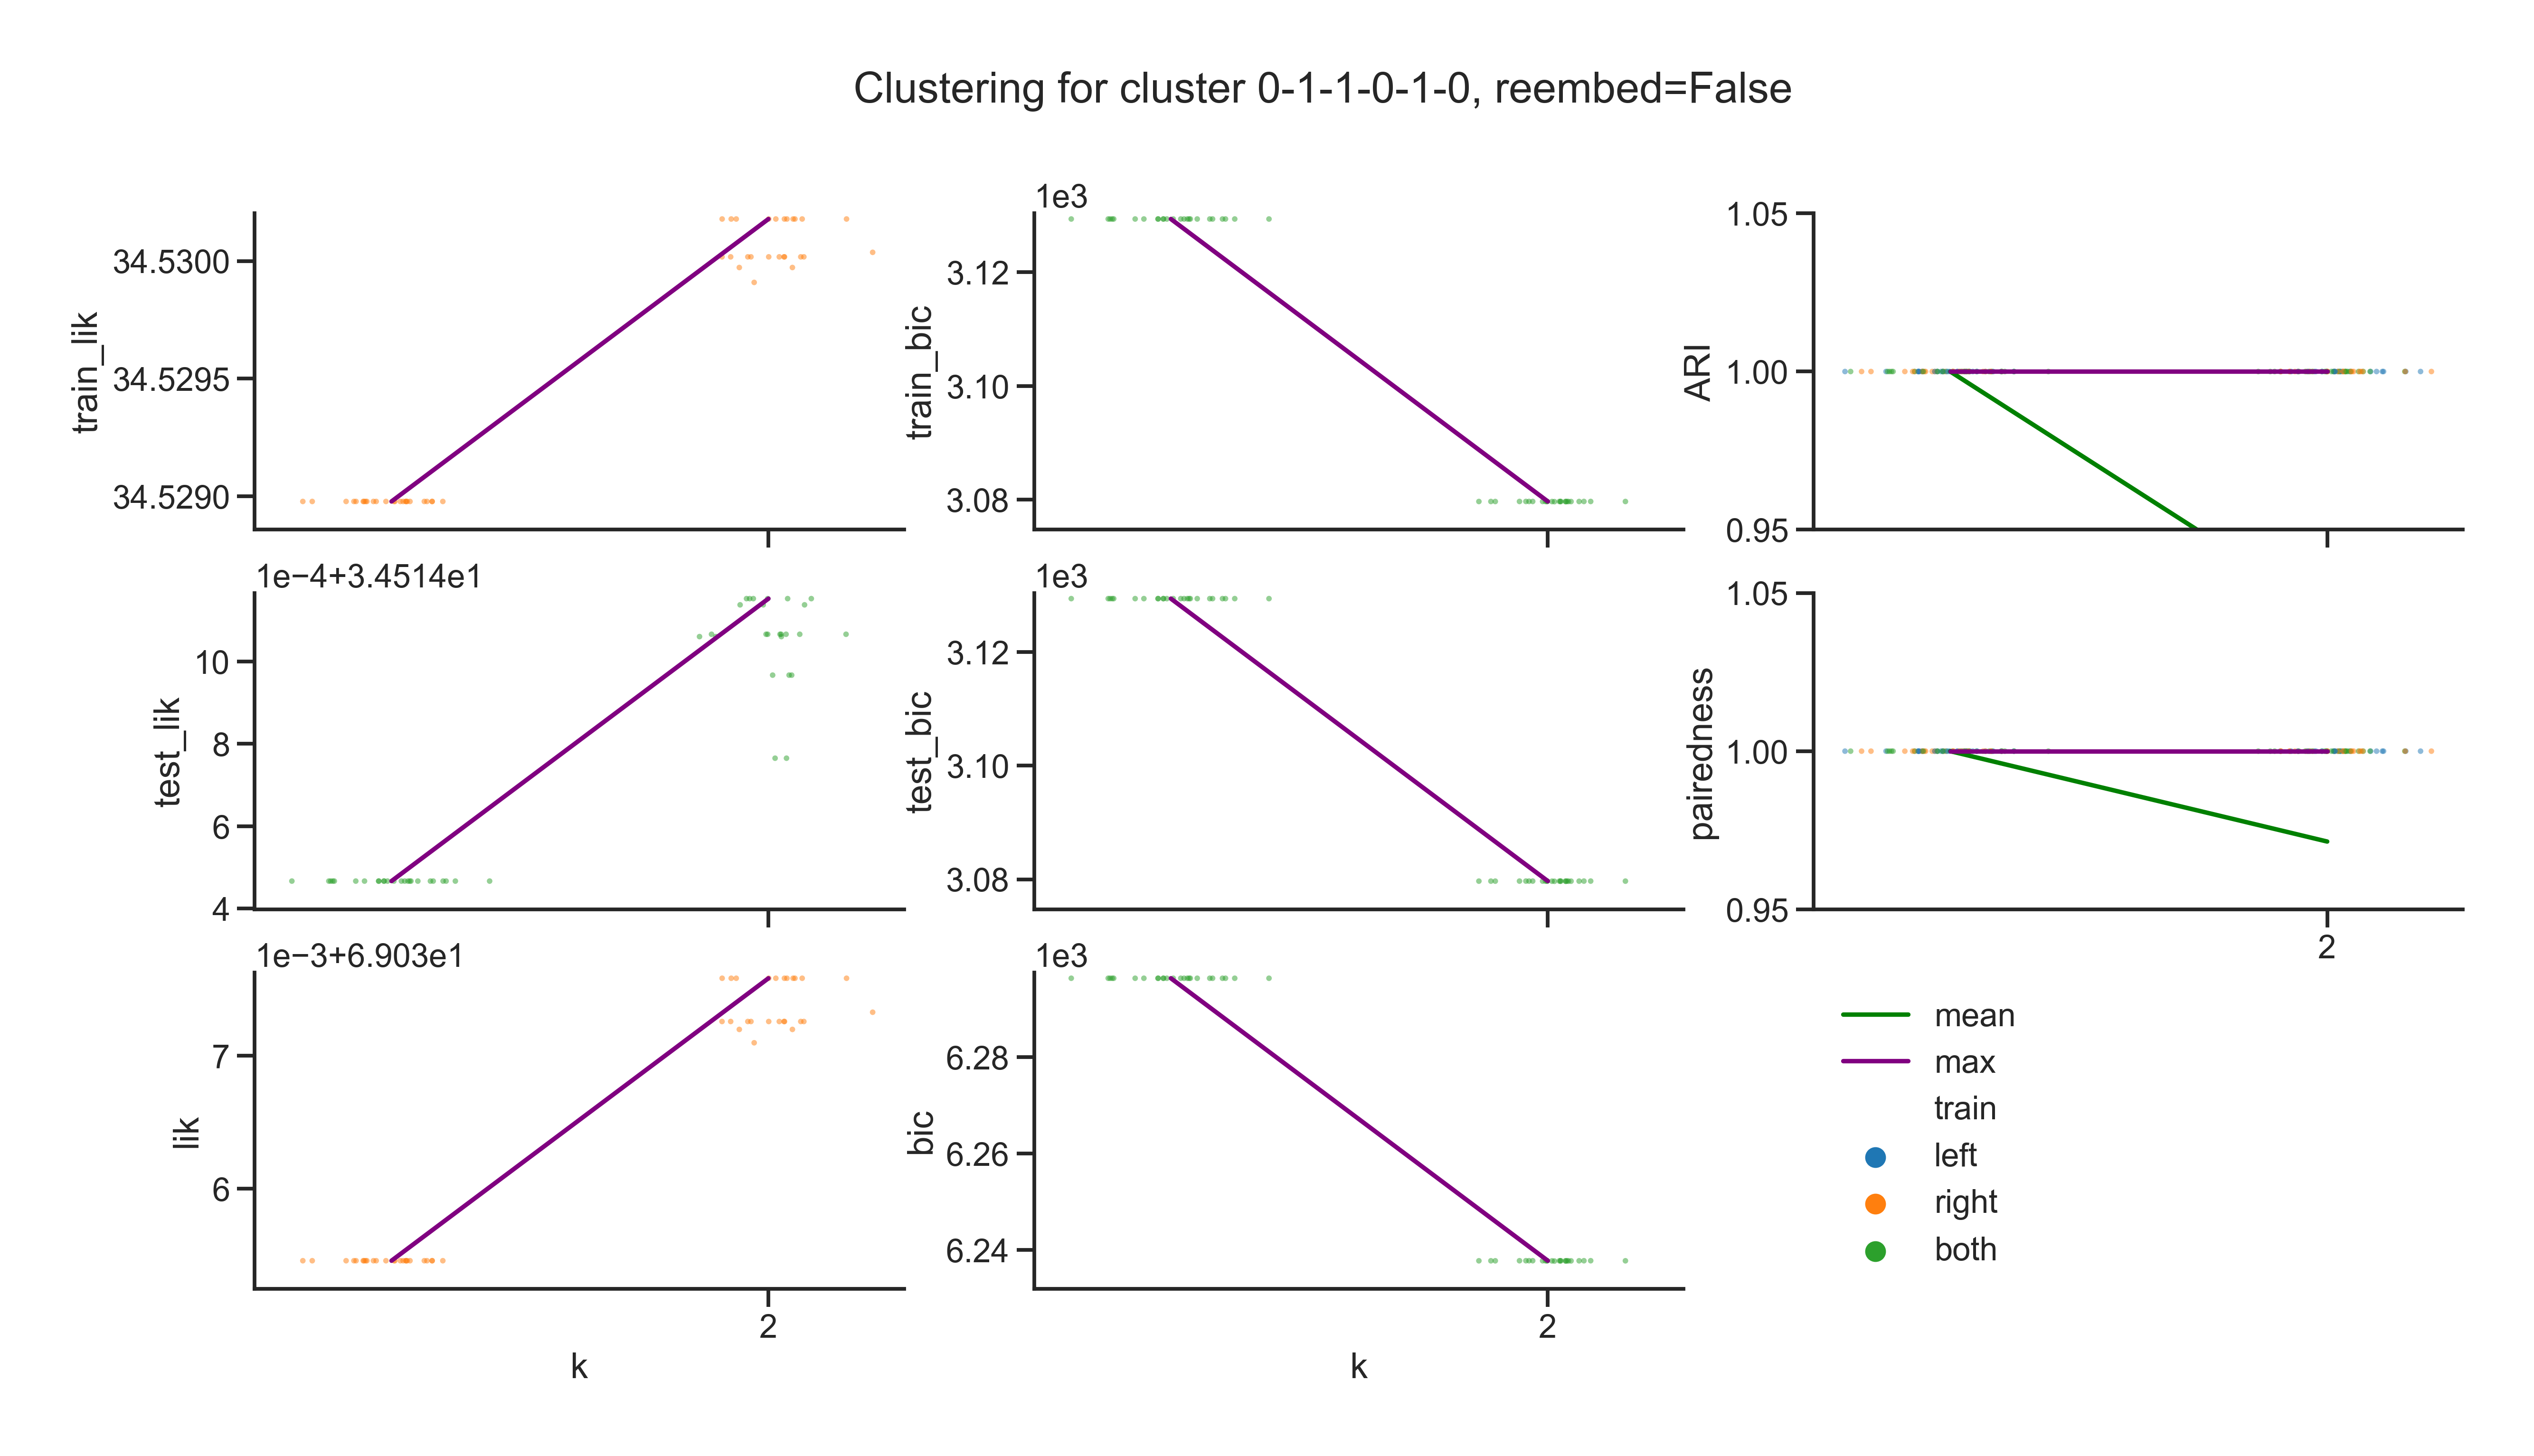 Clustering for cluster 0-1-1-0-1-0, reembed=False
train_lik
34.5300
34.5295
34.5290
1e3
train_bic
3.12
3.10
3.08
ARI
1.05
1.00
0.95
1e−4+3.4514e1
test_lik
10
8
6
4
1e3
test_bic
3.12
3.10
3.08
pairedness
1.05
1.00
0.95
2
1e−3+6.903e1
lik
7
6
2
k
1e3
bic
6.28
6.26
6.24
2
k
mean
max
train
left
right
both